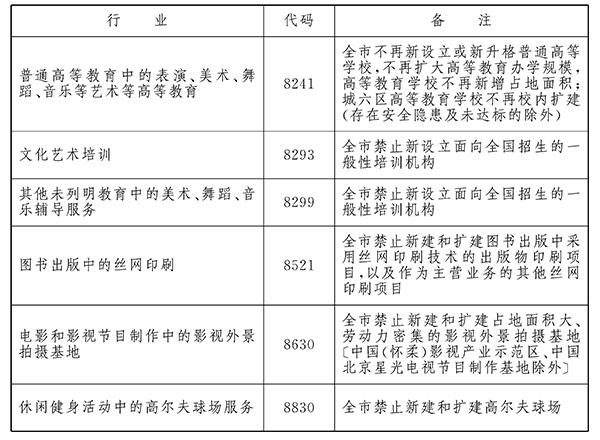 行 业 代码 备 注
普通高等教育中的表演、美术、舞
蹈、音乐等艺术等高等教育
8241
全市不再新设立或新升格普通高等
学校,不再扩大高等教育办学规模,
高等教育学校不再新增占地面积;
城六区高等教育学校不再校内扩建
(存在安全隐患及未达标的除外)
文化艺术培训
8293
全市禁止新设立面向全国招生的一
般性培训机构
其他未列明教育中的美术、舞蹈、音
乐辅导服务
8299
全市禁止新设立面向全国招生的一
般性培训机构
图书出版中的丝网印刷
8521
全市禁止新建和扩建图书出版中采
用丝网印刷技术的出版物印刷项
目,以及作为主营业务的其他丝网
印刷项目
电影和影视节目制作中的影视外景
拍摄基地
8630
全市禁止新建和扩建占地面积大、
劳动力密集的影视外景拍摄基地
〔中国(怀柔)影视产业示范区、中国
北京星光电视节目制作基地除外〕
休闲健身活动中的高尔夫球场服务
8830
全市禁止新建和扩建高尔夫球场